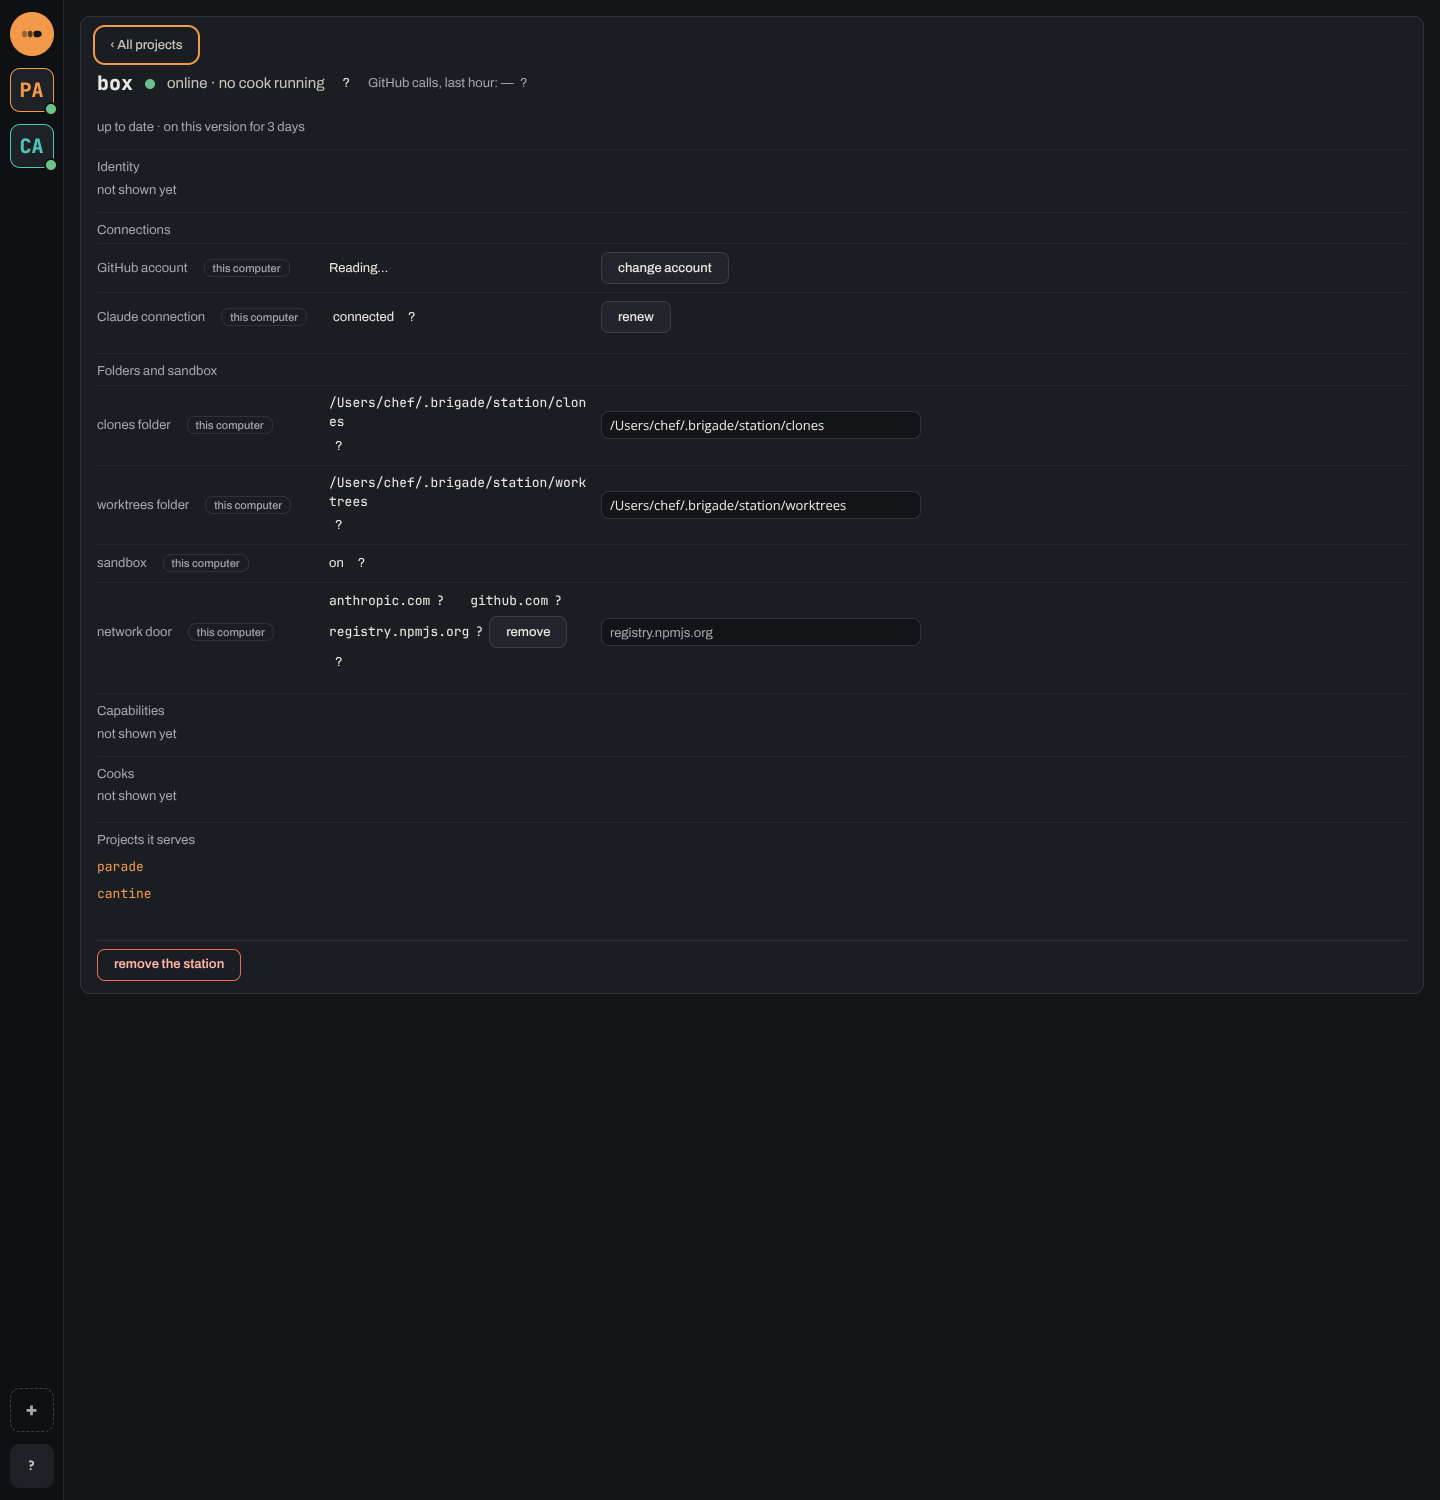 PA
CA
+
?
‹ All projects
box online · no cook running ? GitHub calls, last hour: — ?
up to date · on this version for 3 days
Identity
not shown yet
Connections
GitHub account this computer Reading… change account
Claude connection this computer connected ? renew
Folders and sandbox
clones folder this computer /Users/chef/.brigade/station/clon
es
? /Users/chef/.brigade/station/clones
worktrees folder this computer /Users/chef/.brigade/station/work
trees
? /Users/chef/.brigade/station/worktrees
sandbox this computer on ?
network door this computer anthropic.com ? github.com ?
registry.npmjs.org ? remove
? registry.npmjs.org
Capabilities
not shown yet
Cooks
not shown yet
Projects it serves
parade
cantine
remove the station